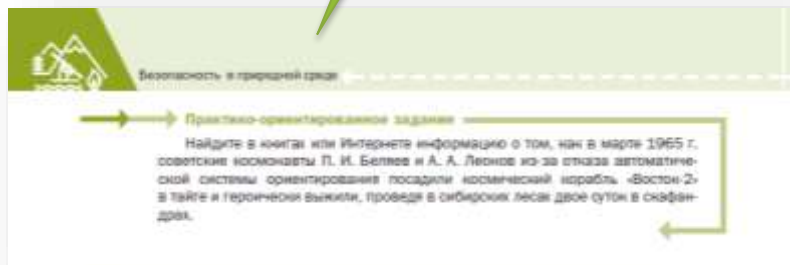 Безопасность в природной среде
Практико-ориентированное задание
Найдите в книгах или Интернете информацию о том, как в марте 1965 г.
советские космонавты П. И. Беляев и А. А. Леонов из-за отказа автоматиче-
ской системы ориентирования посадили космический корабль «Восток-2»
в тайге и героически выжили, проведя в сибирских лесах двое суток в скафан-
драх.